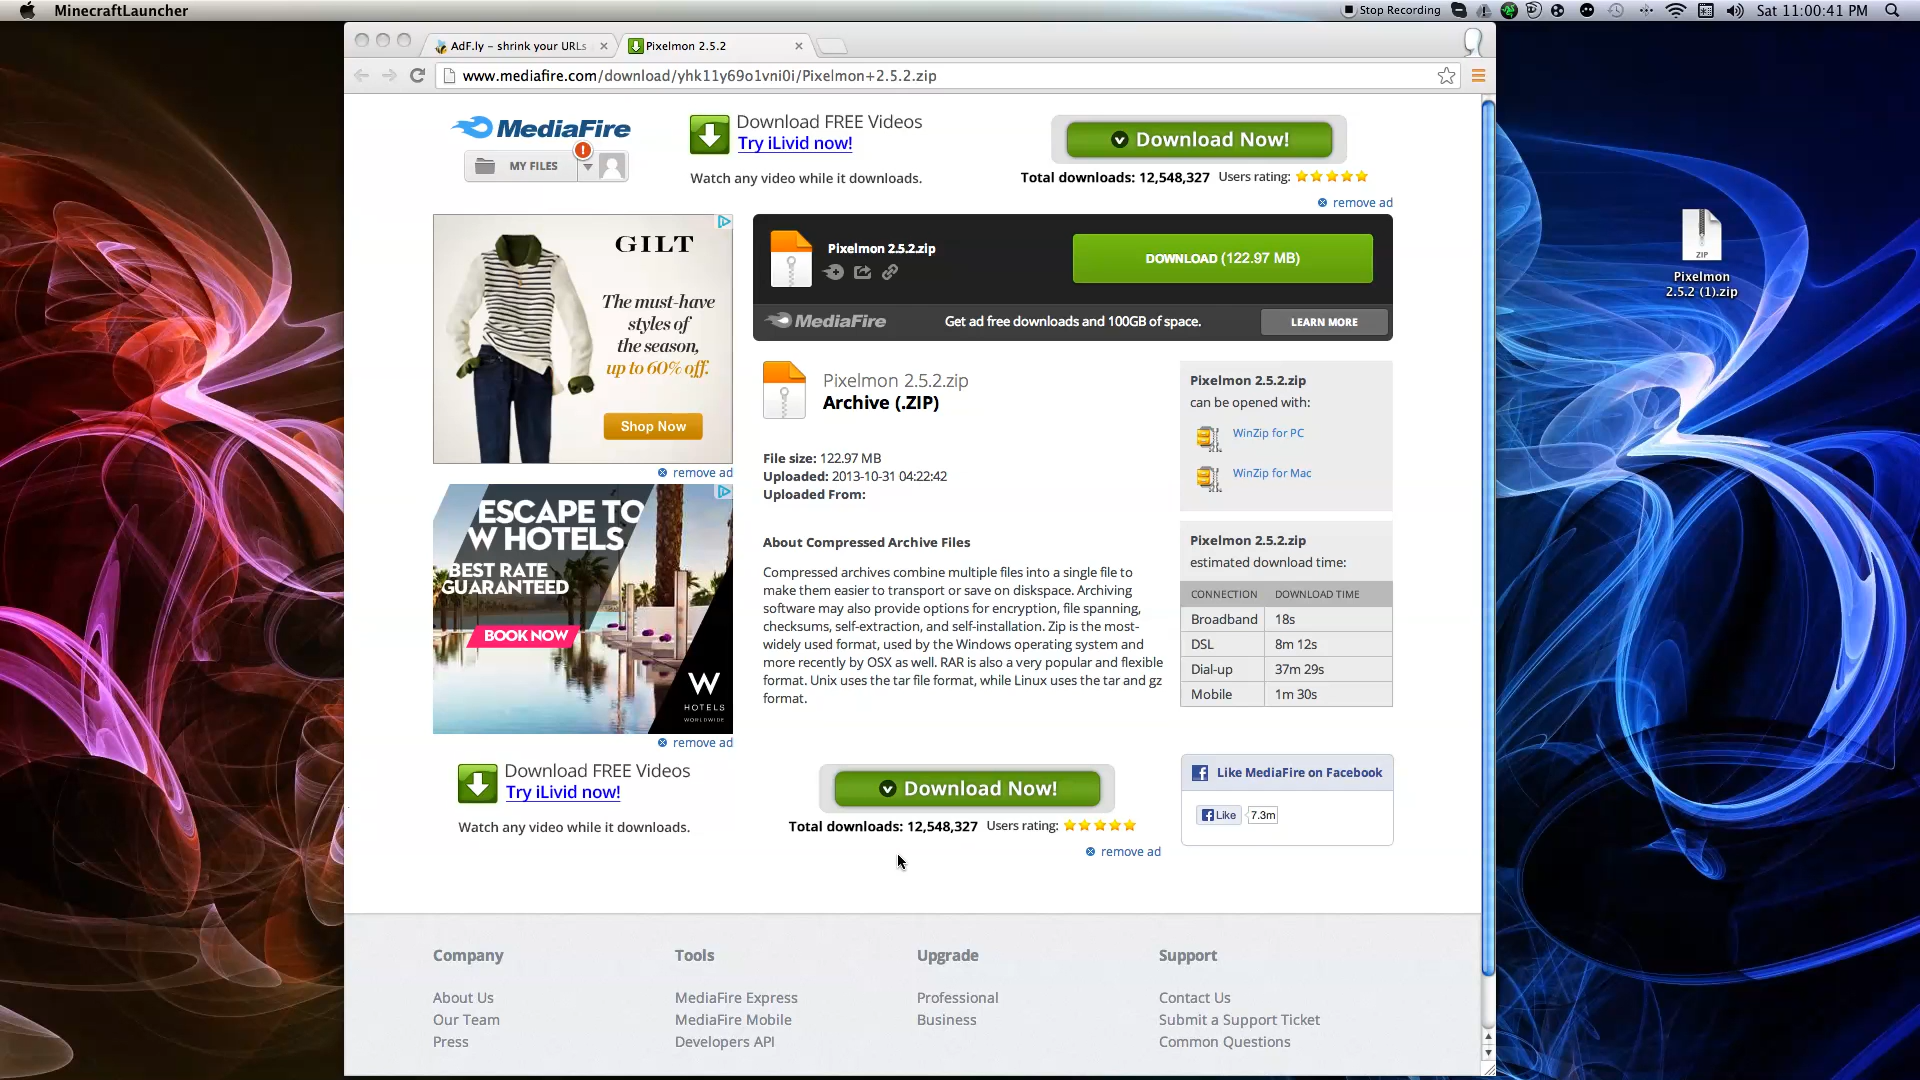 MinecraftLauncher
Stop Recording
Sat 11:00:41 PM
AdF.ly – shrink your URLs
Pixelmon 2.5.2
www.mediafire.com/download/yhk11y69o1vni0i/Pixelmon+2.5.2.zip
MediaFire
MY FILES
!
Download FREE Videos
Try iLivid now!
Watch any video while it downloads.
Download Now!
Total downloads: 12,548,327 Users rating:
remove ad
GILT
The must-have
styles of
the season,
up to 60% off.
Shop Now
remove ad
Pixelmon 2.5.2.zip
DOWNLOAD (122.97 MB)
MediaFire
Get ad free downloads and 100GB of space.
LEARN MORE
ZIP
Pixelmon
2.5.2 (1).zip
Pixelmon 2.5.2.zip
Archive (.ZIP)
File size: 122.97 MB
Uploaded: 2013-10-31 04:22:42
Uploaded From:
About Compressed Archive Files
Compressed archives combine multiple files into a single file to
make them easier to transport or save on diskspace. Archiving
software may also provide options for encryption, file spanning,
checksums, self-extraction, and self-installation. Zip is the most-
widely used format, used by the Windows operating system and
more recently by OSX as well. RAR is also a very popular and flexible
format. Unix uses the tar file format, while Linux uses the tar and gz
format.
Pixelmon 2.5.2.zip
can be opened with:
WinZip for PC
WinZip for Mac
Pixelmon 2.5.2.zip
estimated download time:
CONNECTION DOWNLOAD TIME
Broadband 18s
DSL 8m 12s
Dial-up 37m 29s
Mobile 1m 30s
ESCAPE TO
W HOTELS
BEST RATE
GUARANTEED
BOOK NOW
W
HOTELS
WORLDWIDE
remove ad
Download FREE Videos
Try iLivid now!
Watch any video while it downloads.
Download Now!
Total downloads: 12,548,327 Users rating:
remove ad
Like MediaFire on Facebook
Like
7.3m
Company
About Us
Our Team
Press
Tools
MediaFire Express
MediaFire Mobile
Developers API
Upgrade
Professional
Business
Support
Contact Us
Submit a Support Ticket
Common Questions